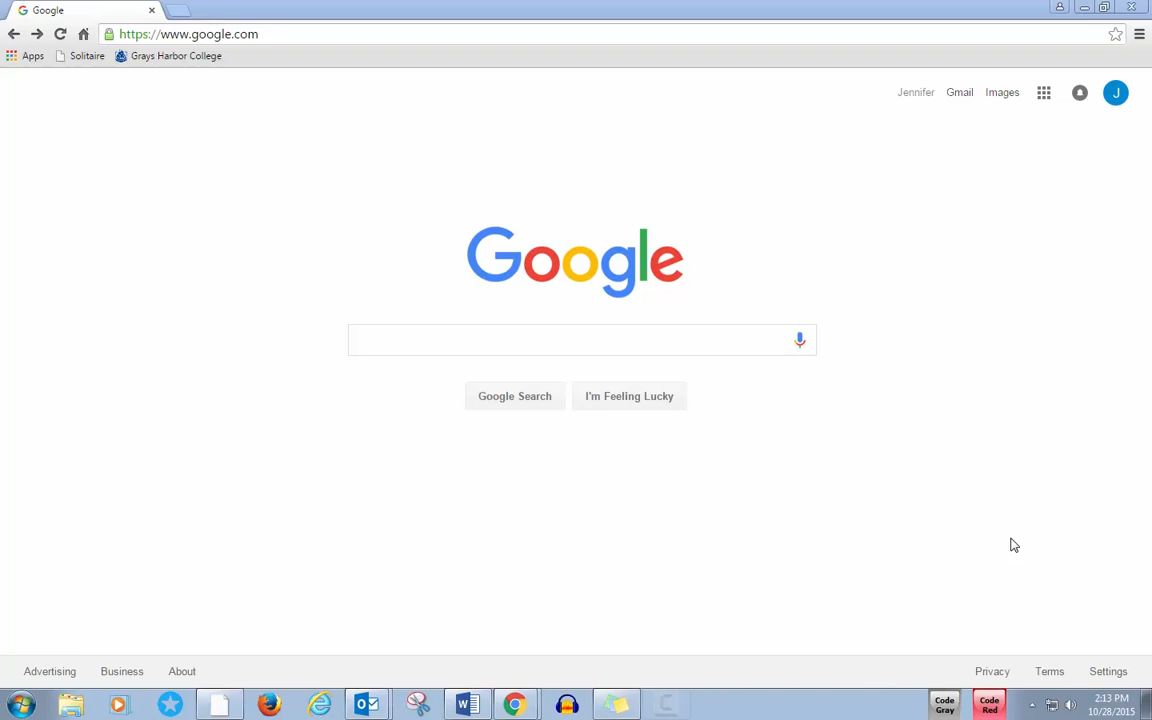 Google
https://www.google.com
Apps Solitaire Grays Harbor College
Jennifer Gmail Images J
Google
Google Search I'm Feeling Lucky
Advertising Business About Privacy Terms Settings
Code Gray Code Red 2:13 PM
10/28/2015